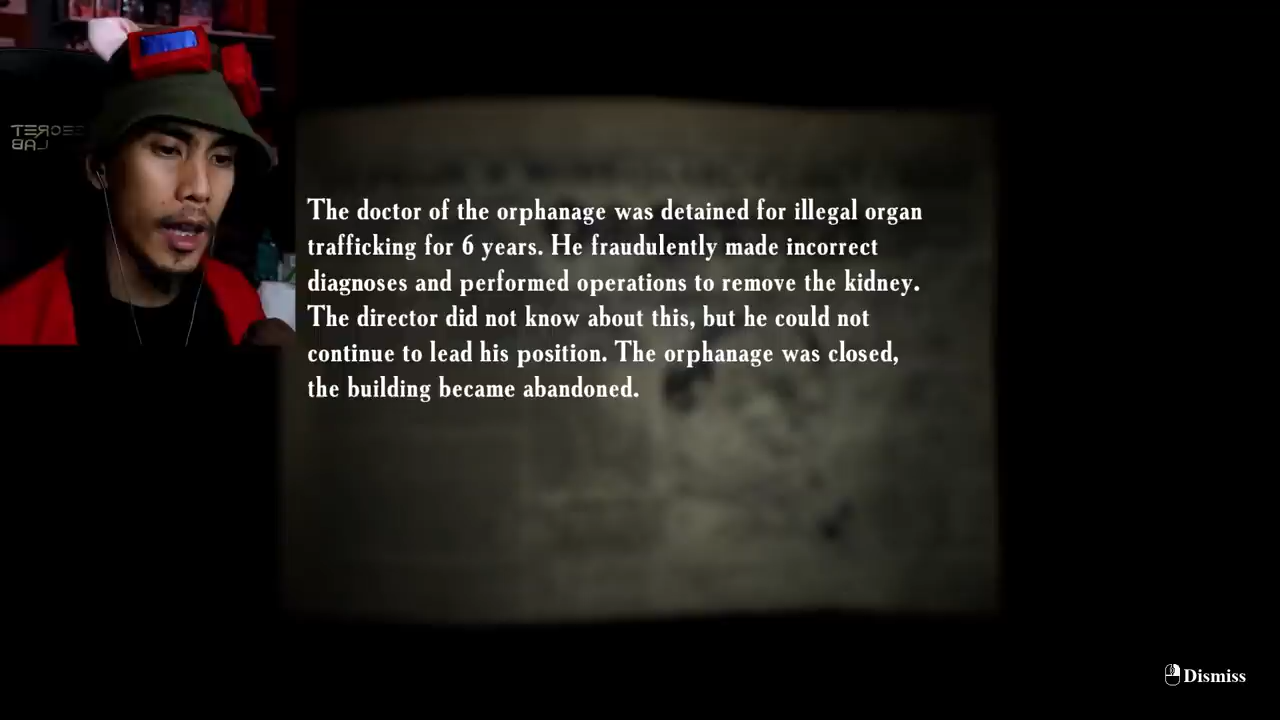 The doctor of the orphanage was detained for illegal organ
trafficking for 6 years. He fraudulently made incorrect
diagnoses and performed operations to remove the kidney.
The director did not know about this, but he could not
continue to lead his position. The orphanage was closed,
the building became abandoned.
SECRET
LAB
Dismiss